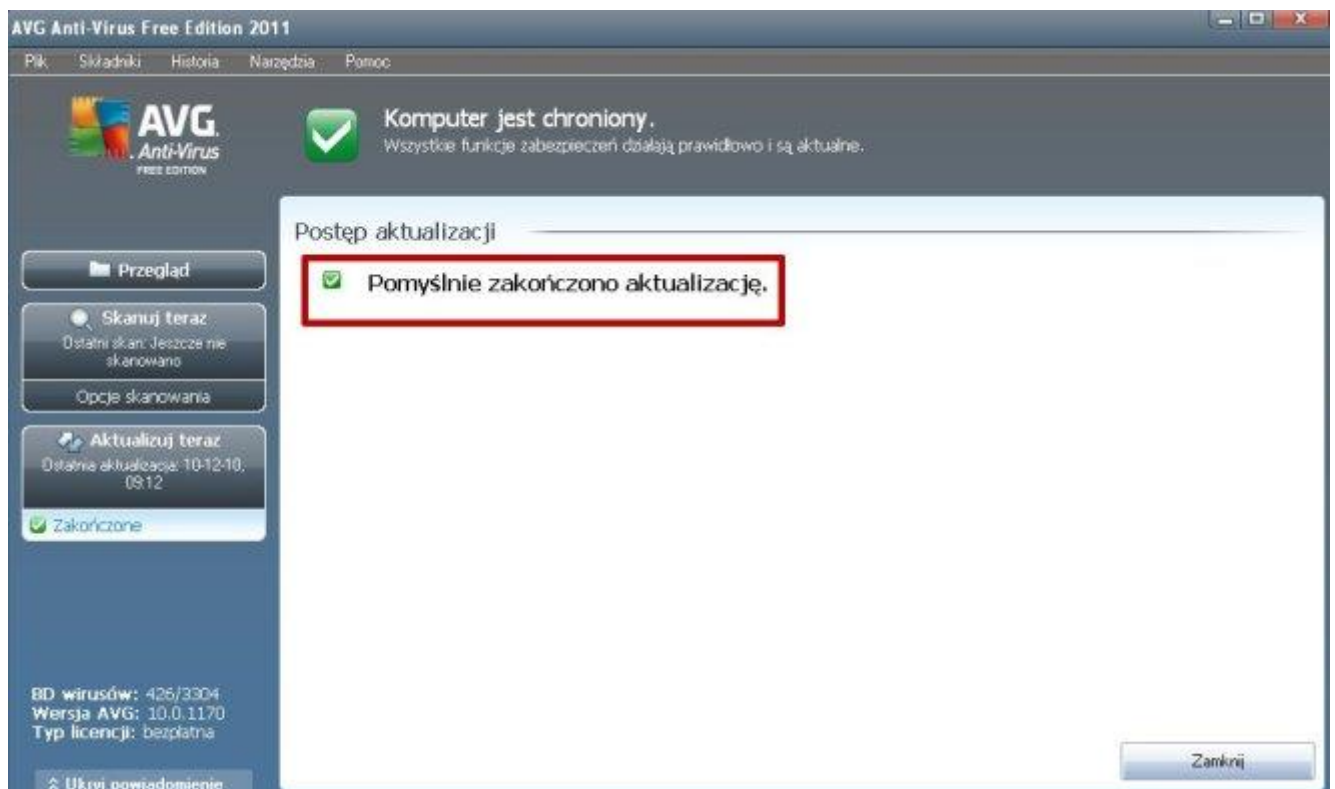 AVG Anti-Virus Free Edition 2011
Plik Składniki Historia Narzędzia Pomoc
AVG.
Anti-Virus
FREE EDITION
Komputer jest chroniony.
Wszystkie funkcje zabezpieczeń działają prawidłowo i są aktualne.
Postęp aktualizacji
Pomyślnie zakończono aktualizację.
Przegląd
Skanuj teraz
Ostatni skan: Jeszcze nie
skanowano
Opcje skanowania
Aktualizuj teraz
Ostatnia aktualizacja: 10-12-10,
09:12
Zakończone
BD wirusów: 426/3304
Wersja AVG: 10.0.1170
Typ licencji: bezpłatna
Zamknij
Ukryj powiadomienie